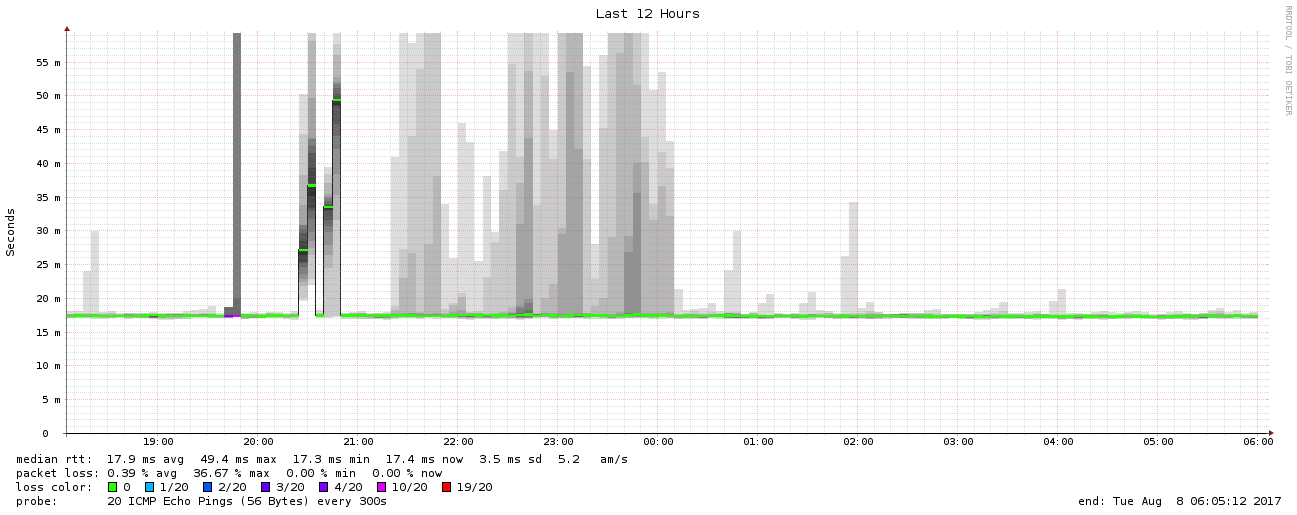 Last 12 Hours
RRDTOOL / TOBI OETIKER
Seconds
55 m
50 m
45 m
40 m
35 m
30 m
25 m
20 m
15 m
10 m
5 m
0
19:00 20:00 21:00 22:00 23:00 00:00 01:00 02:00 03:00 04:00 05:00 06:00
median rtt: 17.9 ms avg 49.4 ms max 17.3 ms min 17.4 ms now 3.5 ms sd 5.2 am/s
packet loss: 0.39 % avg 36.67 % max 0.00 % min 0.00 % now
loss color: 0 1/20 2/20 3/20 4/20 10/20 19/20
probe: 20 ICMP Echo Pings (56 Bytes) every 300s end: Tue Aug 8 06:05:12 2017